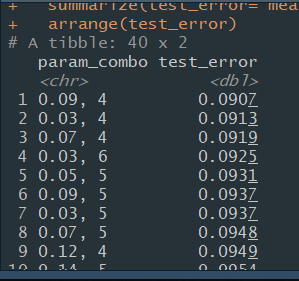 + summarize(test_error= mea
+ arrange(test_error)
# A tibble: 40 x 2
param_combo test_error
<chr> <dbl>
1 0.09, 4 0.0907
2 0.03, 4 0.0913
3 0.07, 4 0.0919
4 0.03, 6 0.0925
5 0.05, 5 0.0931
6 0.09, 5 0.0937
7 0.03, 5 0.0937
8 0.07, 5 0.0948
9 0.12, 4 0.0949
10 0.14, 5 0.0954